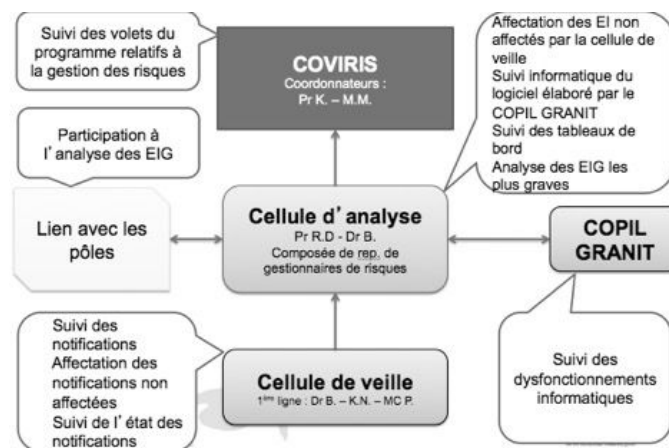 Suivi des volets du
programme relatifs à
la gestion des risques
COVIRIS
Coordonnateurs :
Pr K. – M.M.
Affectation des EI non
affectés par la cellule de
veille
Suivi informatique du
logiciel élaboré par le
COPIL GRANIT
Suivi des tableaux de
bord
Analyse des EIG les
plus graves
Participation à
l'analyse des EIG
Lien avec les
pôles
Cellule d'analyse
Pr R.D - Dr B.
Composée de rep. de
gestionnaires de risques
COPIL
GRANIT
Suivi des
notifications
Affectation des
notifications non
affectées
Suivi de l'état des
notifications
Cellule de veille
1ère ligne : Dr B. – K.N. – MC P.
Suivi des
dysfonctionnements
informatiques